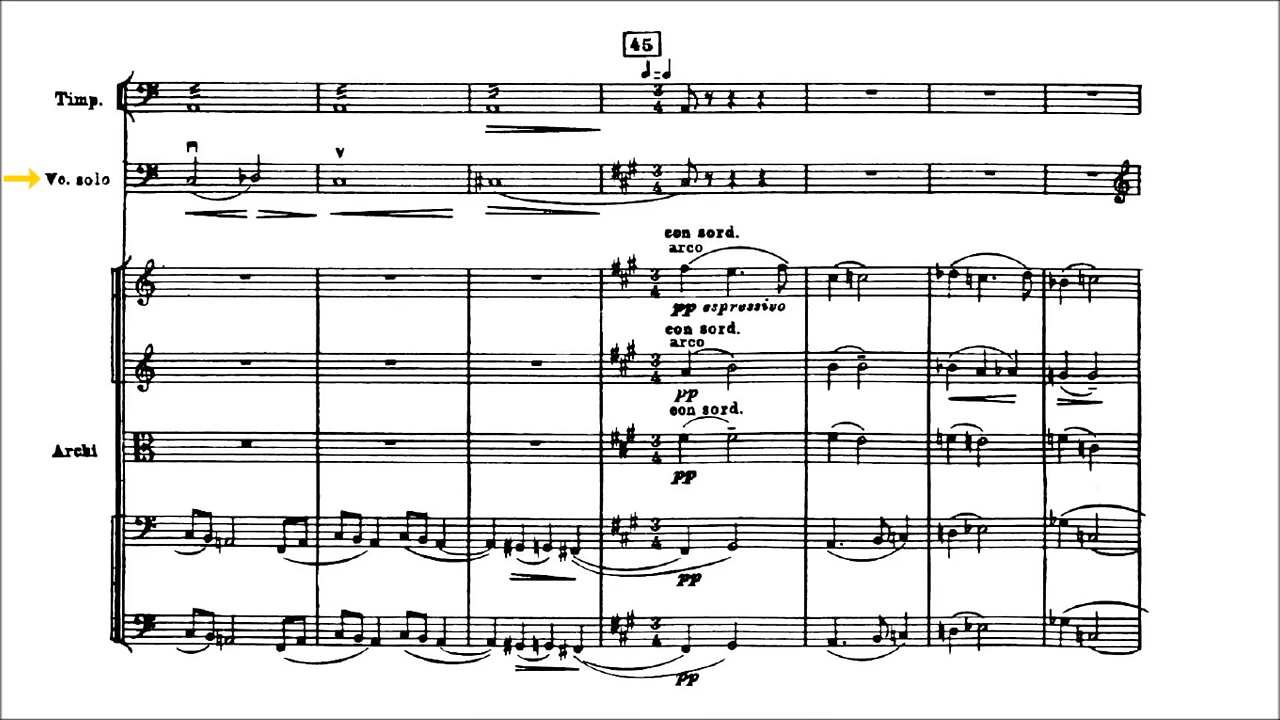 45
Timp.
Vc. solo
con sord.
arco
pp espressivo
con sord.
arco
pp
con sord.
Archi
pp
pp
pp